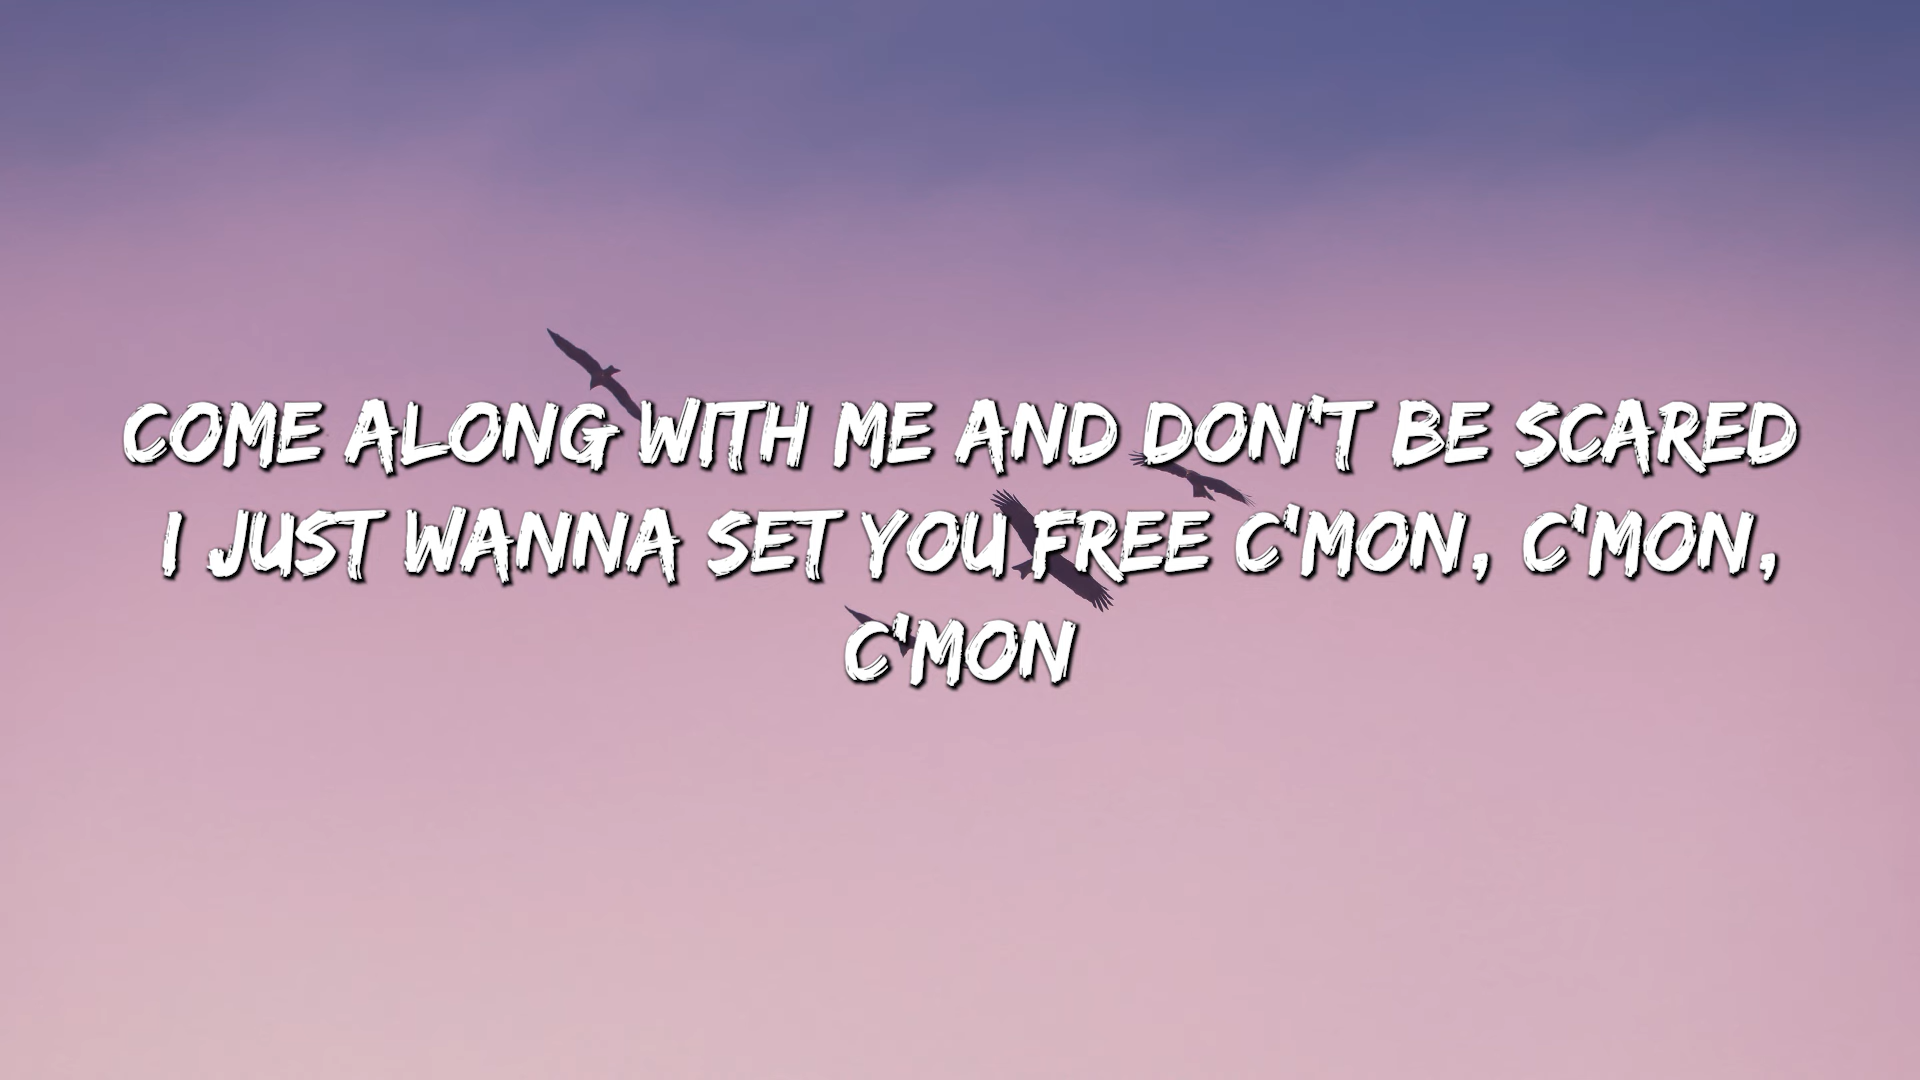 COME ALONG WITH ME AND DON'T BE SCARED
I JUST WANNA SET YOU FREE C'MON, C'MON,
C'MON